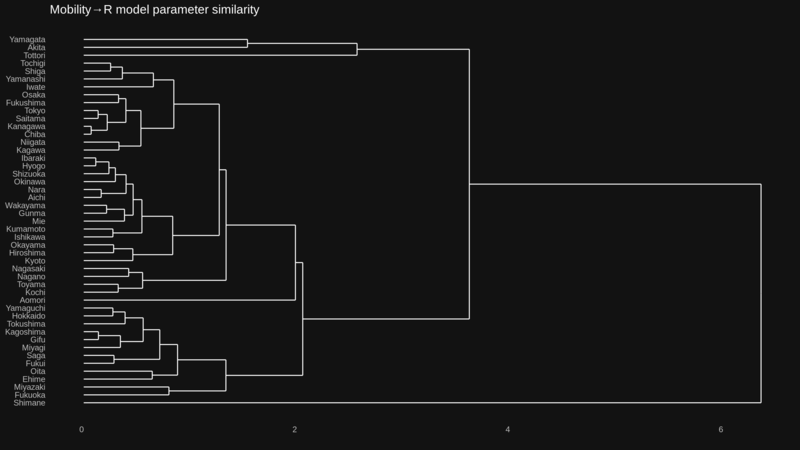 Mobility→R model parameter similarity
Yamagata
Akita
Tottori
Tochigi
Shiga
Yamanashi
Iwate
Osaka
Fukushima
Tokyo
Saitama
Kanagawa
Chiba
Niigata
Kagawa
Ibaraki
Hyogo
Shizuoka
Okinawa
Nara
Aichi
Wakayama
Gunma
Mie
Kumamoto
Ishikawa
Okayama
Hiroshima
Kyoto
Nagasaki
Nagano
Toyama
Kochi
Aomori
Yamaguchi
Hokkaido
Tokushima
Kagoshima
Gifu
Miyagi
Saga
Fukui
Oita
Ehime
Miyazaki
Fukuoka
Shimane
0 2 4 6